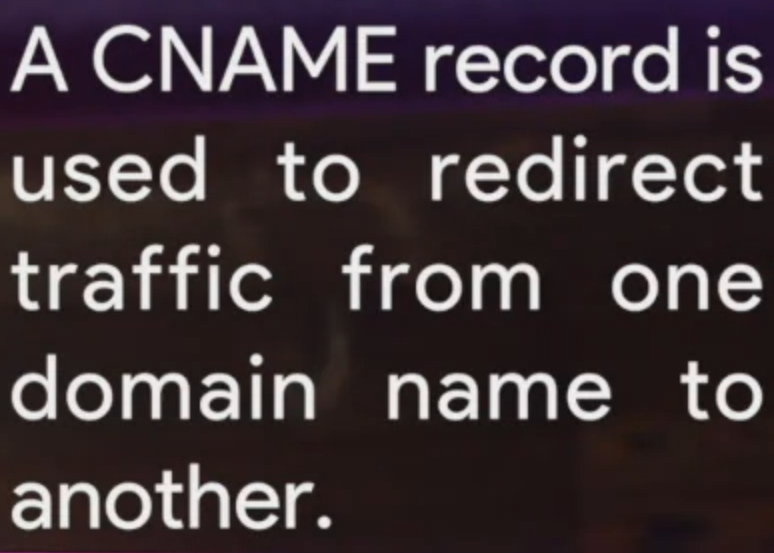 A CNAME record is
used to redirect
traffic from one
domain name to
another.